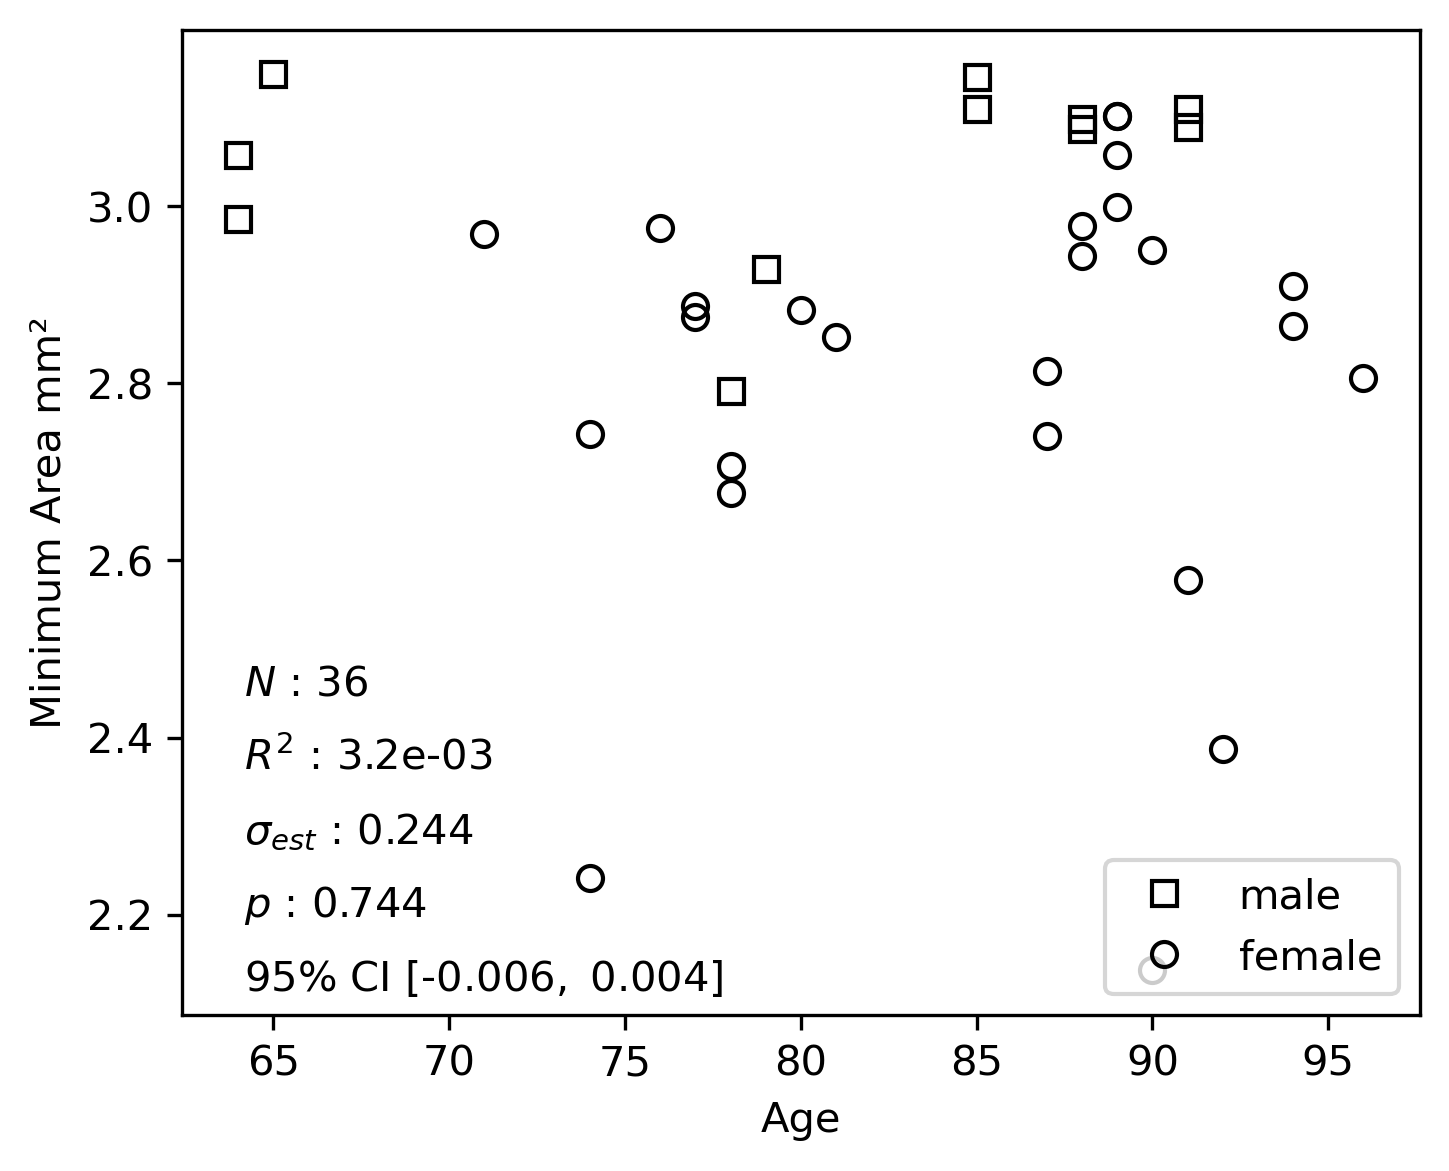 3.0
2.8
2.6
2.4
2.2
Minimum Area mm²
N : 36
R² : 3.2e-03
σest : 0.244
p : 0.744
95% CI [-0.006, 0.004]
male
female
65 70 75 80 85 90 95
Age